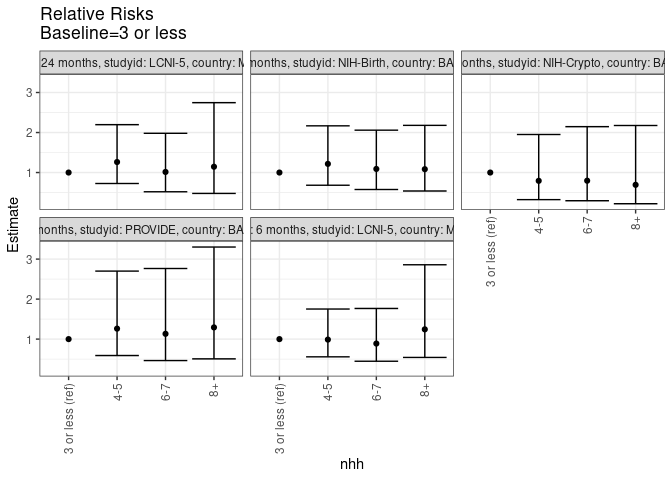 Relative Risks
Baseline=3 or less
24 months, studyid: LCNI-5, country: M
months, studyid: NIH-Birth, country: BA
onths, studyid: NIH-Crypto, country: BA
3
2
1
months, studyid: PROVIDE, country: BA
: 6 months, studyid: LCNI-5, country: M
3
2
1
Estimate
3 or less (ref)
4-5
6-7
8+
3 or less (ref)
4-5
6-7
8+
3 or less (ref)
4-5
6-7
8+
nhh